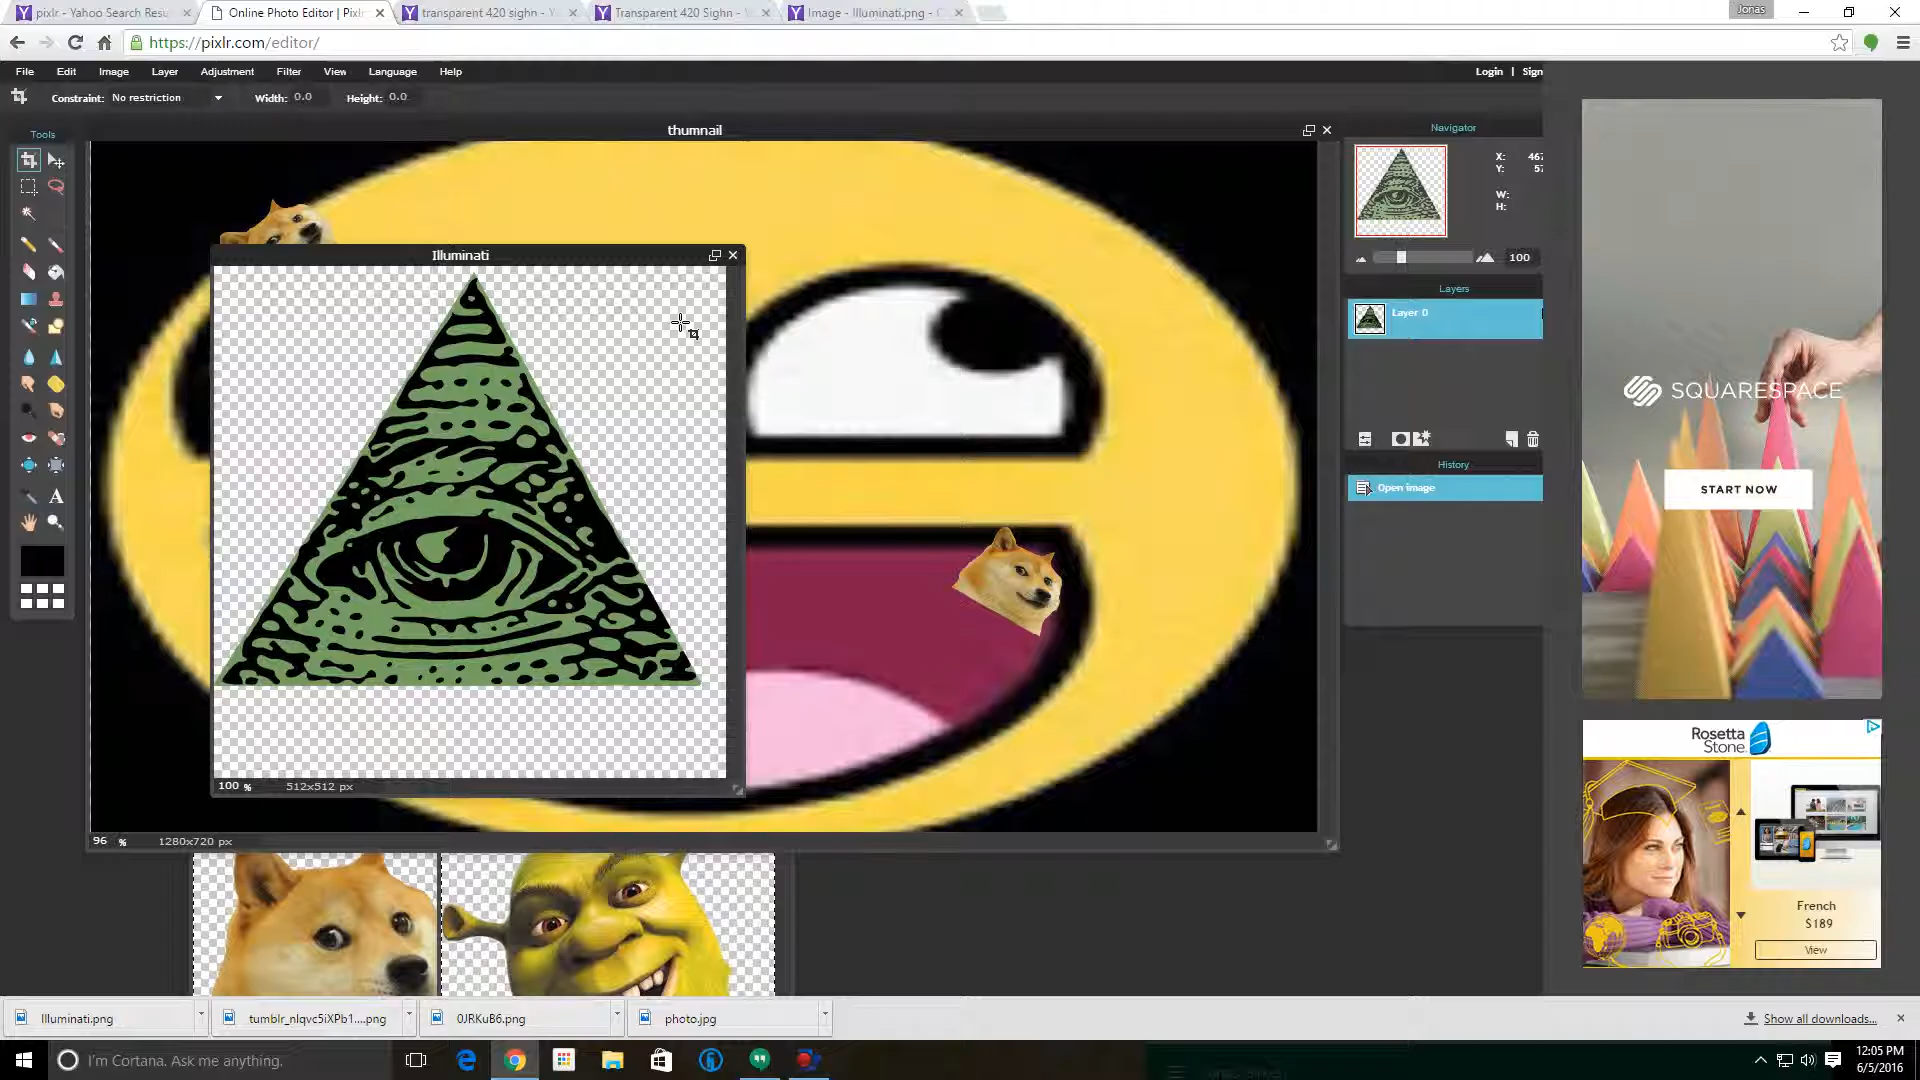 pixlr - Yahoo Search Resu
Online Photo Editor | Pixlr
transparent 420 sighn - Y
Transparent 420 Sighn -
Image - Illuminati.png -
Jonas
https://pixlr.com/editor/
File Edit Image Layer Adjustment Filter View Language Help
Login | Sign
Constraint: No restriction Width: 0.0 Height: 0.0
Tools
thumnail
Navigator
X: 467
Y: 57
W:
H:
100
Illuminati
Layers
Layer 0
History
Open image
A
100 % 512x512 px
96 % 1280x720 px
SQUARESPACE
START NOW
Rosetta
Stone.
French
$189
View
Illuminati.png
tumblr_nlqvc5iXPb1....png
0JRKuB6.png
photo.jpg
Show all downloads...
I'm Cortana. Ask me anything.
12:05 PM
6/5/2016